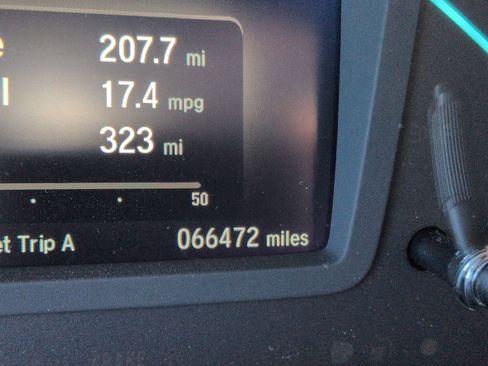 e 207.7 mi
l 17.4 mpg
323 mi
50
et Trip A 066472 miles